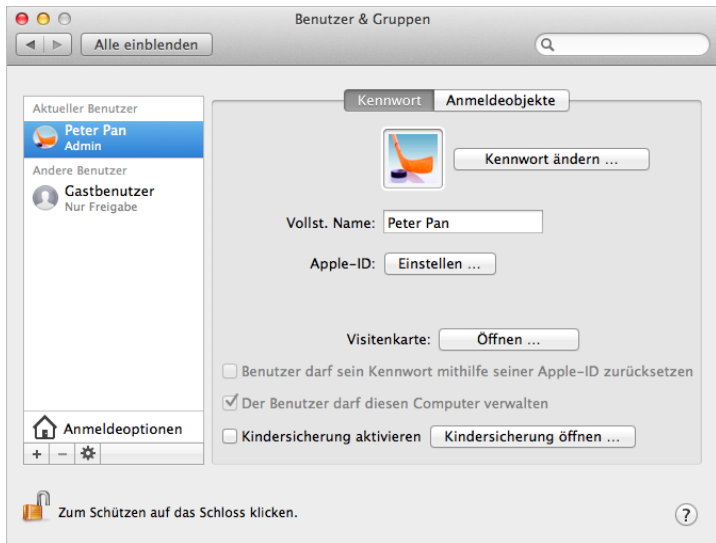 Benutzer & Gruppen
Alle einblenden
Kennwort Anmeldeobjekte
Aktueller Benutzer
Peter Pan
Admin
Andere Benutzer
Gastbenutzer
Nur Freigabe
Anmeldeoptionen
+ −
Kennwort ändern ...
Vollst. Name: Peter Pan
Apple-ID: Einstellen ...
Visitenkarte: Öffnen ...
Benutzer darf sein Kennwort mithilfe seiner Apple-ID zurücksetzen
Der Benutzer darf diesen Computer verwalten
Kindersicherung aktivieren Kindersicherung öffnen ...
Zum Schützen auf das Schloss klicken.
?